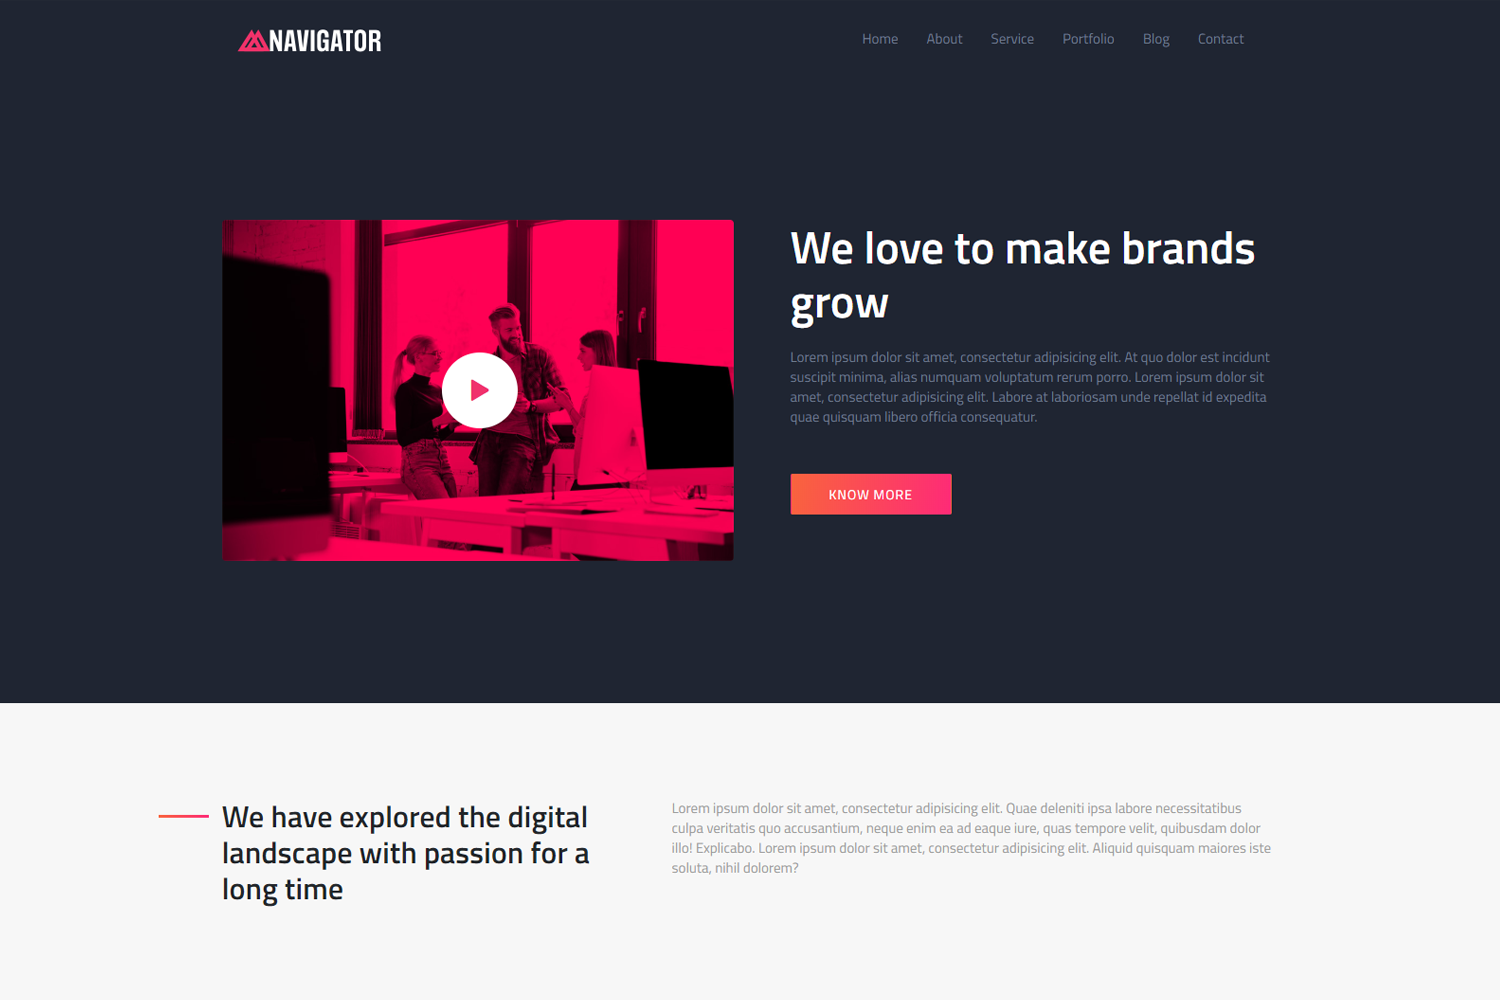 NAVIGATOR
Home About Service Portfolio Blog Contact
We love to make brands
grow
Lorem ipsum dolor sit amet, consectetur adipisicing elit. At quo dolor est incidunt
suscipit minima, alias numquam voluptatum rerum porro. Lorem ipsum dolor sit
amet, consectetur adipisicing elit. Labore at laboriosam unde repellat id expedita
quae quisquam libero officia consequatur.
KNOW MORE
We have explored the digital
landscape with passion for a
long time
Lorem ipsum dolor sit amet, consectetur adipisicing elit. Quae deleniti ipsa labore necessitatibus
culpa veritatis quo accusantium, neque enim ea ad eaque iure, quas tempore velit, quibusdam dolor
illo! Explicabo. Lorem ipsum dolor sit amet, consectetur adipisicing elit. Aliquid quisquam maiores iste
soluta, nihil dolorem?